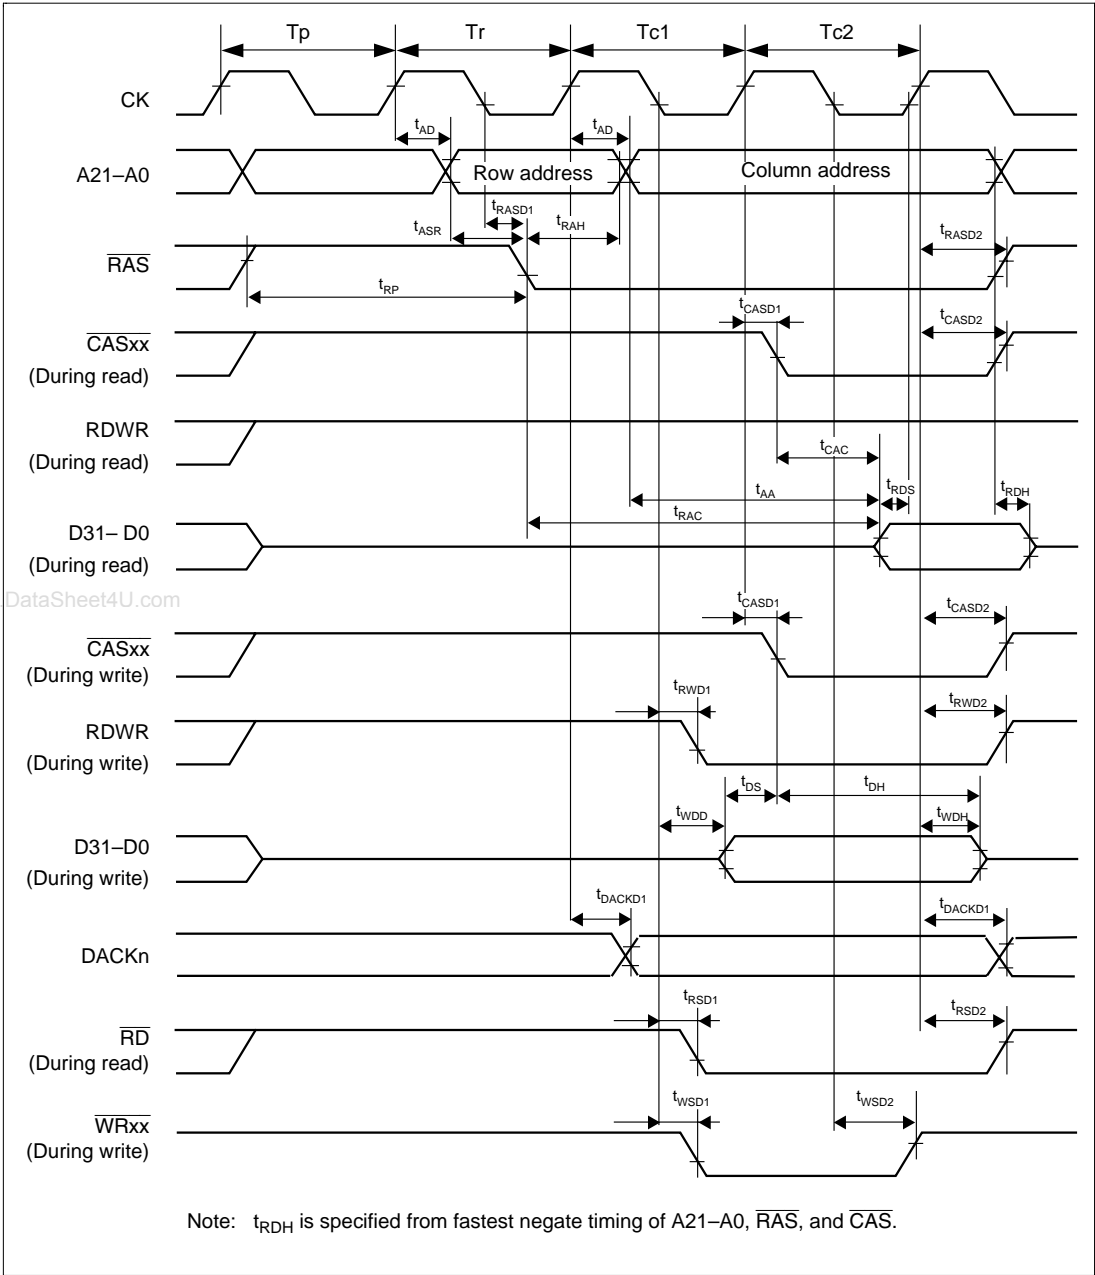 Tp Tr Tc1 Tc2
CK
tAD tAD
A21–A0 Row address Column address
tRASD1
tASR tRAH tRASD2
RAS
tRP
tCASD1 tCASD2
CASxx
(During read)
RDWR
(During read)
tCAC
tAA tRDS tRDH
tRAC
D31– D0
(During read)
DataSheet4U.com
tCASD1 tCASD2
CASxx
(During write)
tRWD1 tRWD2
RDWR
(During write)
tDS tDH
tWDD tWDH
D31–D0
(During write)
tDACKD1 tDACKD1
DACKn
tRSD1 tRSD2
RD
(During read)
tWSD1 tWSD2
WRxx
(During write)
Note: tRDH is specified from fastest negate timing of A21–A0, RAS, and CAS.